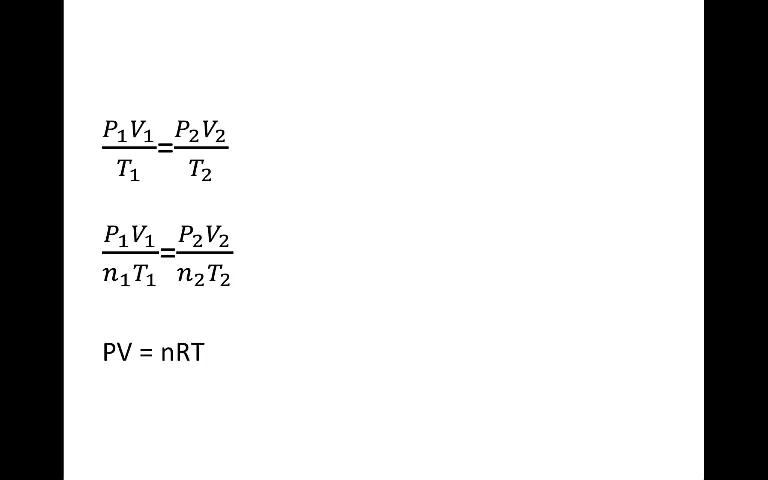 P₁V₁/T₁=P₂V₂/T₂
P₁V₁/n₁T₁=P₂V₂/n₂T₂
PV = nRT